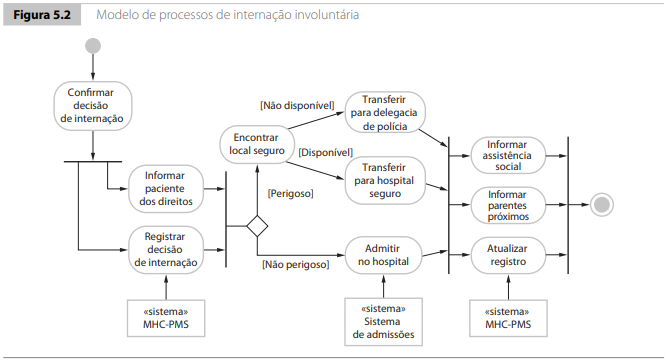 Figura 5.2 Modelo de processos de internação involuntária
Confirmar
decisão
de internação
Informar
paciente
dos direitos
Registrar
decisão
de internação
«sistema»
MHC-PMS
Encontrar
local seguro
[Não disponível]
[Disponível]
[Perigoso]
[Não perigoso]
Transferir
para delegacia
de polícia
Transferir
para hospital
seguro
Admitir
no hospital
«sistema»
Sistema
de admissões
Informar
assistência
social
Informar
parentes
próximos
Atualizar
registro
«sistema»
MHC-PMS